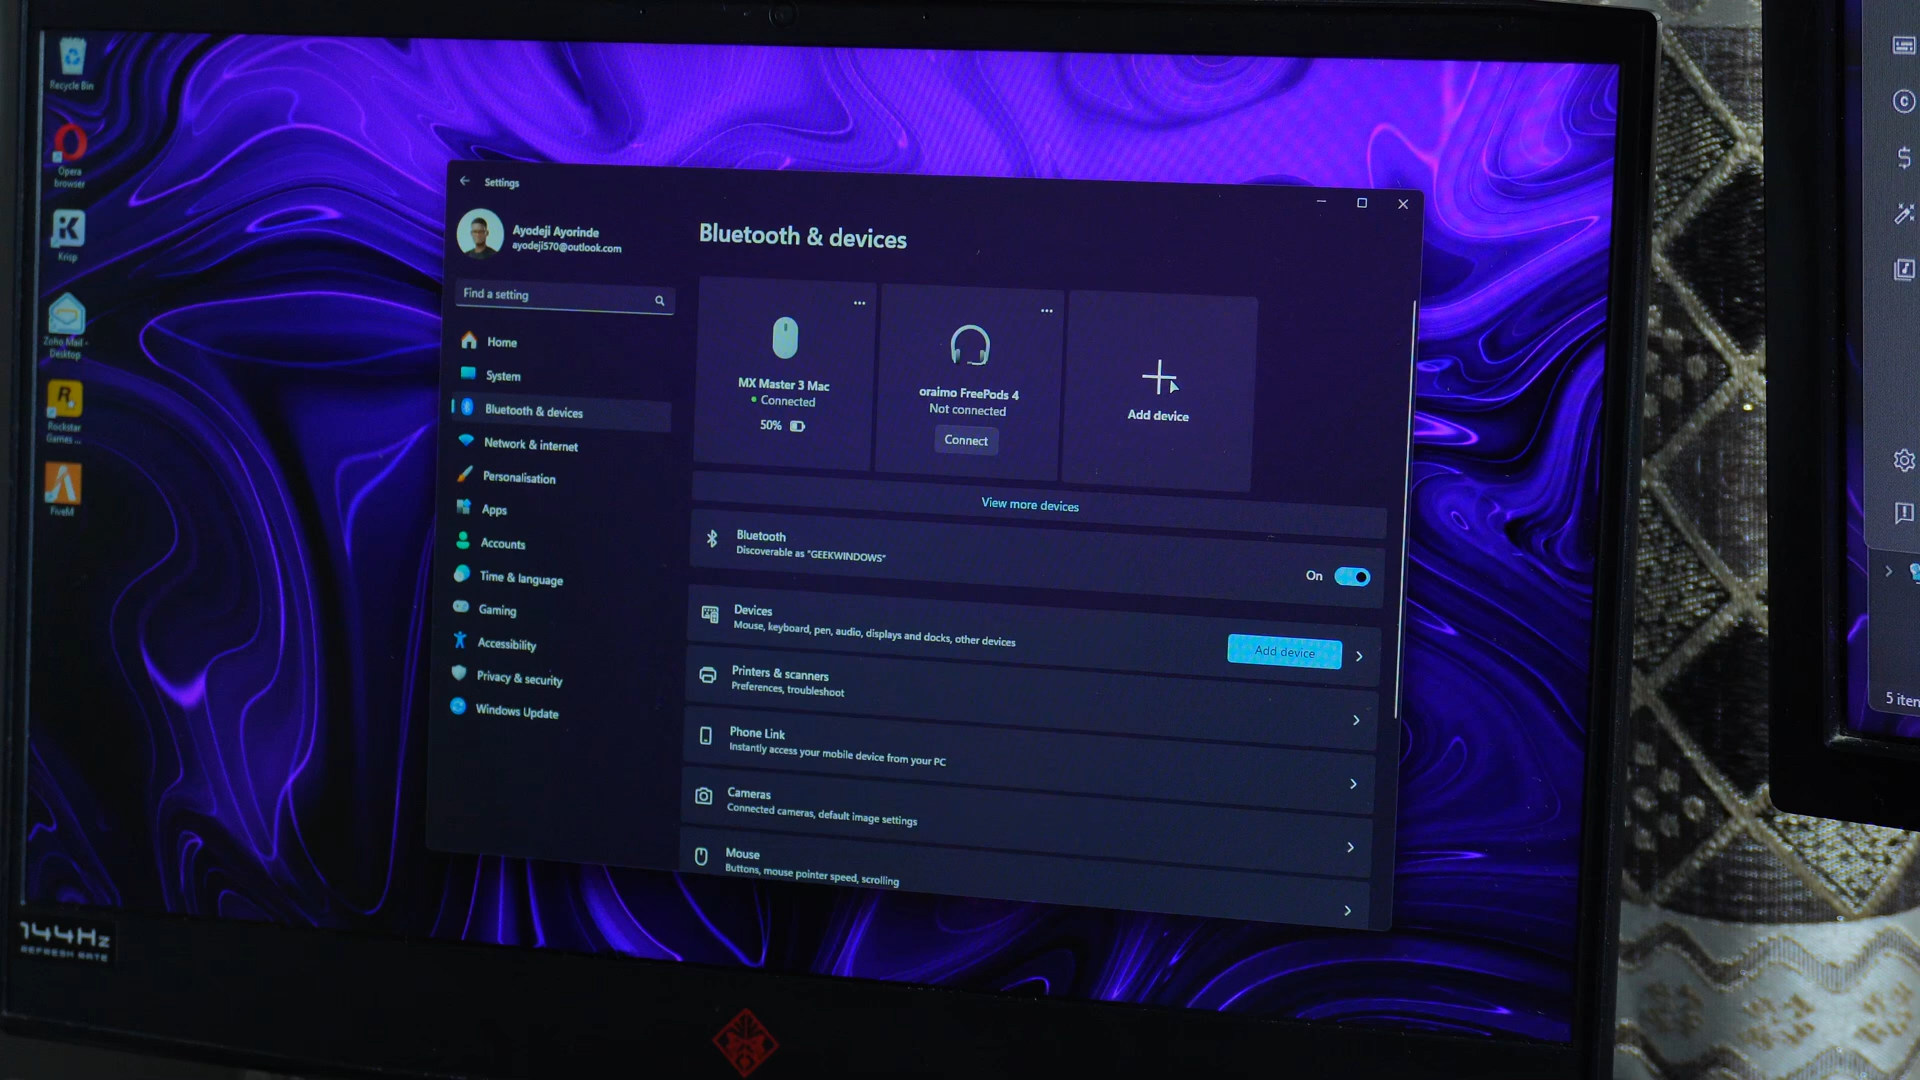 Recycle Bin
Opera
browser
Krisp
Zoho Mail -
Desktop
Rockstar
Games ...
FiveM
Settings
Ayodeji Ayorinde
ayodeji570@outlook.com
Find a setting
Home
System
Bluetooth & devices
Network & internet
Personalisation
Apps
Accounts
Time & language
Gaming
Accessibility
Privacy & security
Windows Update
Bluetooth & devices
MX Master 3 Mac
Connected
50%
oraimo FreePods 4
Not connected
Connect
Add device
View more devices
Bluetooth
Discoverable as "GEEKWINDOWS"
On
Devices
Mouse, keyboard, pen, audio, displays and docks, other devices
Add device
Printers & scanners
Preferences, troubleshoot
Phone Link
Instantly access your mobile device from your PC
Cameras
Connected cameras, default image settings
Mouse
Buttons, mouse pointer speed, scrolling
144Hz
REFRESH RATE
5 iten